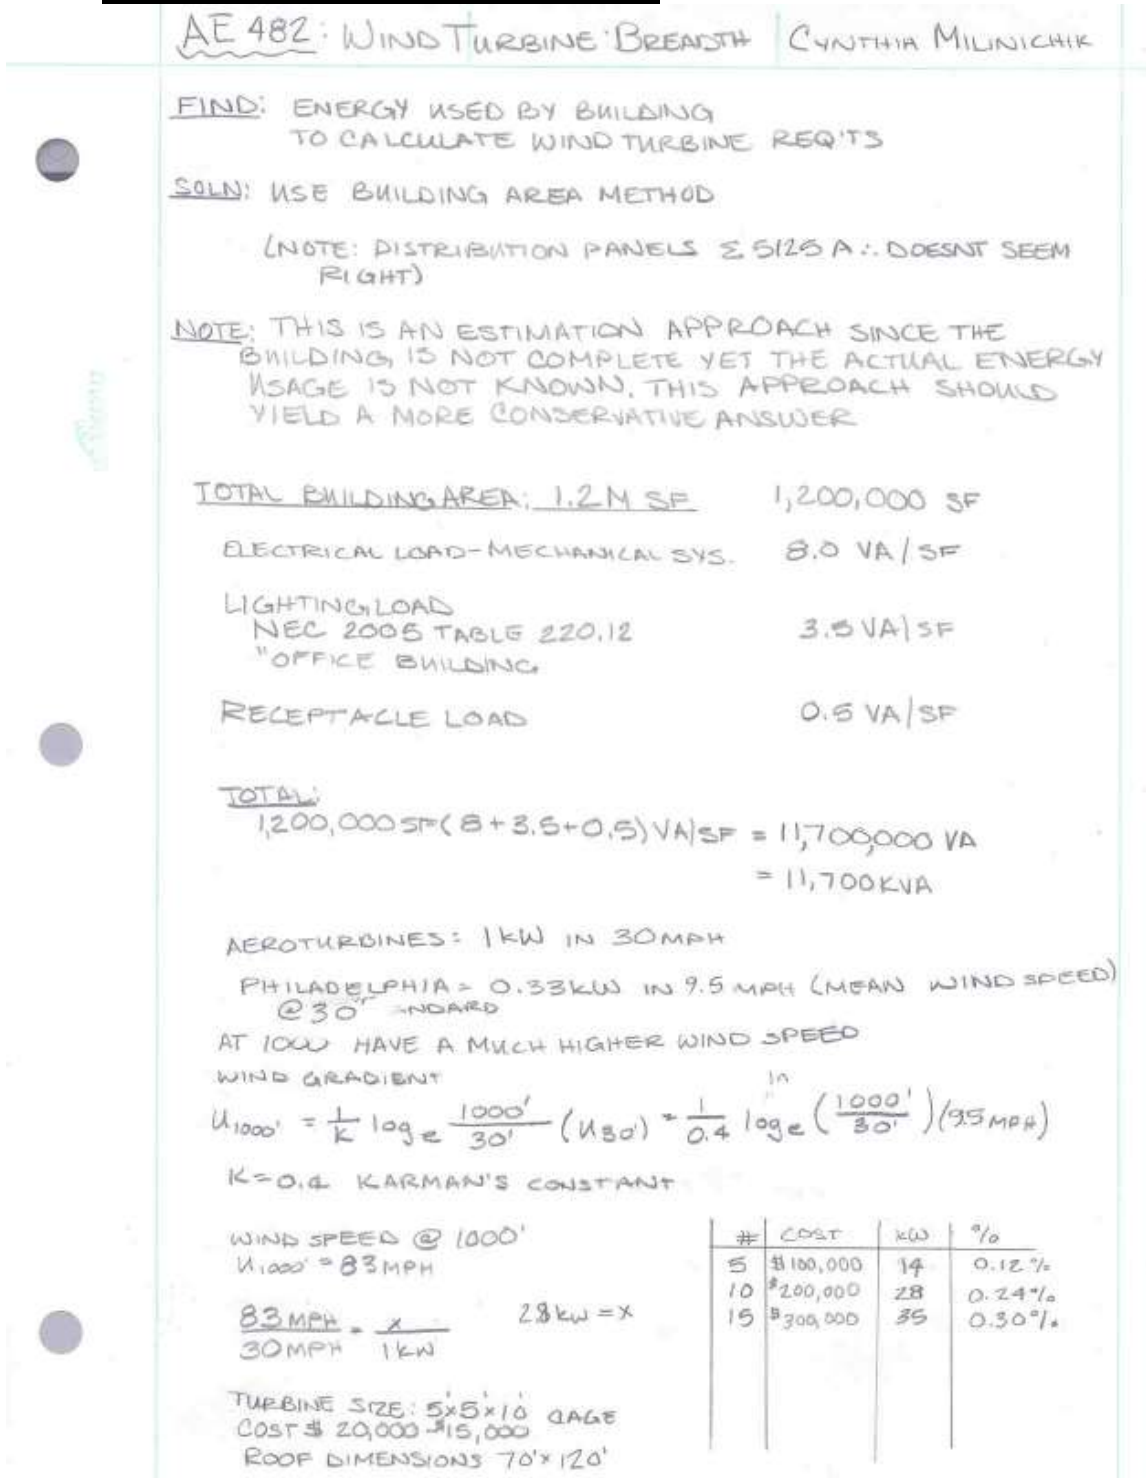 AE 482: WIND TURBINE BREADTH | CYNTHIA MILINICHIK
FIND: ENERGY USED BY BUILDING
TO CALCULATE WIND TURBINE REQ'TS
SOLN: USE BUILDING AREA METHOD
(NOTE: DISTRIBUTION PANELS Σ 5125 A ∴ DOESNT SEEM
RIGHT)
NOTE: THIS IS AN ESTIMATION APPROACH SINCE THE
BUILDING IS NOT COMPLETE YET THE ACTUAL ENERGY
USAGE IS NOT KNOWN. THIS APPROACH SHOULD
YIELD A MORE CONSERVATIVE ANSWER
TOTAL BUILDING AREA: 1.2M SF 1,200,000 SF
ELECTRICAL LOAD-MECHANICAL SYS. 8.0 VA/SF
LIGHTING LOAD
NEC 2005 TABLE 220.12 3.5 VA/SF
"OFFICE BUILDING
RECEPTACLE LOAD 0.5 VA/SF
TOTAL:
1,200,000 SF (8+3.5+0.5) VA/SF = 11,700,000 VA
= 11,700 KVA
AEROTURBINES: 1KW IN 30MPH
PHILADELPHIA = 0.33KW IN 9.5 MPH (MEAN WIND SPEED)
@ 30'
AT 1000 HAVE A MUCH HIGHER WIND SPEED
WIND GRADIENT
ln
U1000' = 1/K loge 1000'/30' (U30') = 1/0.4 loge (1000'/30') (9.5 MPH)
K=0.4 KARMAN'S CONSTANT
WIND SPEED @ 1000'
U1000' = 83 MPH
83 MPH/30 MPH = X/1KW 2.8 KW = X
TURBINE SIZE: 5'x5'x10' CAGE
COST $ 20,000 - $15,000
ROOF DIMENSIONS 70'x120'
# COST KW %
5 $100,000 14 0.12%
10 $200,000 28 0.24%
15 $300,000 35 0.30%